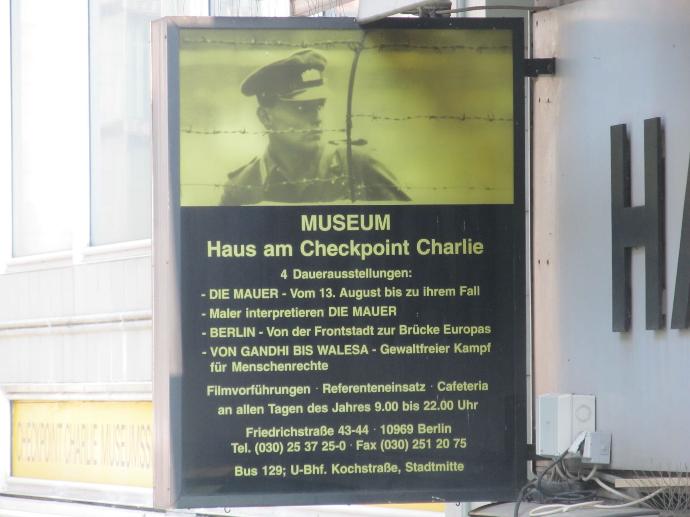 MUSEUM
Haus am Checkpoint Charlie
4 Dauerausstellungen:
- DIE MAUER - Vom 13. August bis zu ihrem Fall
- Maler interpretieren DIE MAUER
- BERLIN - Von der Frontstadt zur Brücke Europas
- VON GANDHI BIS WALESA - Gewaltfreier Kampf
für Menschenrechte
Filmvorführungen · Referenteneinsatz · Cafeteria
an allen Tagen des Jahres 9.00 bis 22.00 Uhr
Friedrichstraße 43-44 · 10969 Berlin
Tel. (030) 25 37 25-0 · Fax (030) 251 20 75
Bus 129; U-Bhf. Kochstraße, Stadtmitte
HA
CHECKPOINT CHARLIE